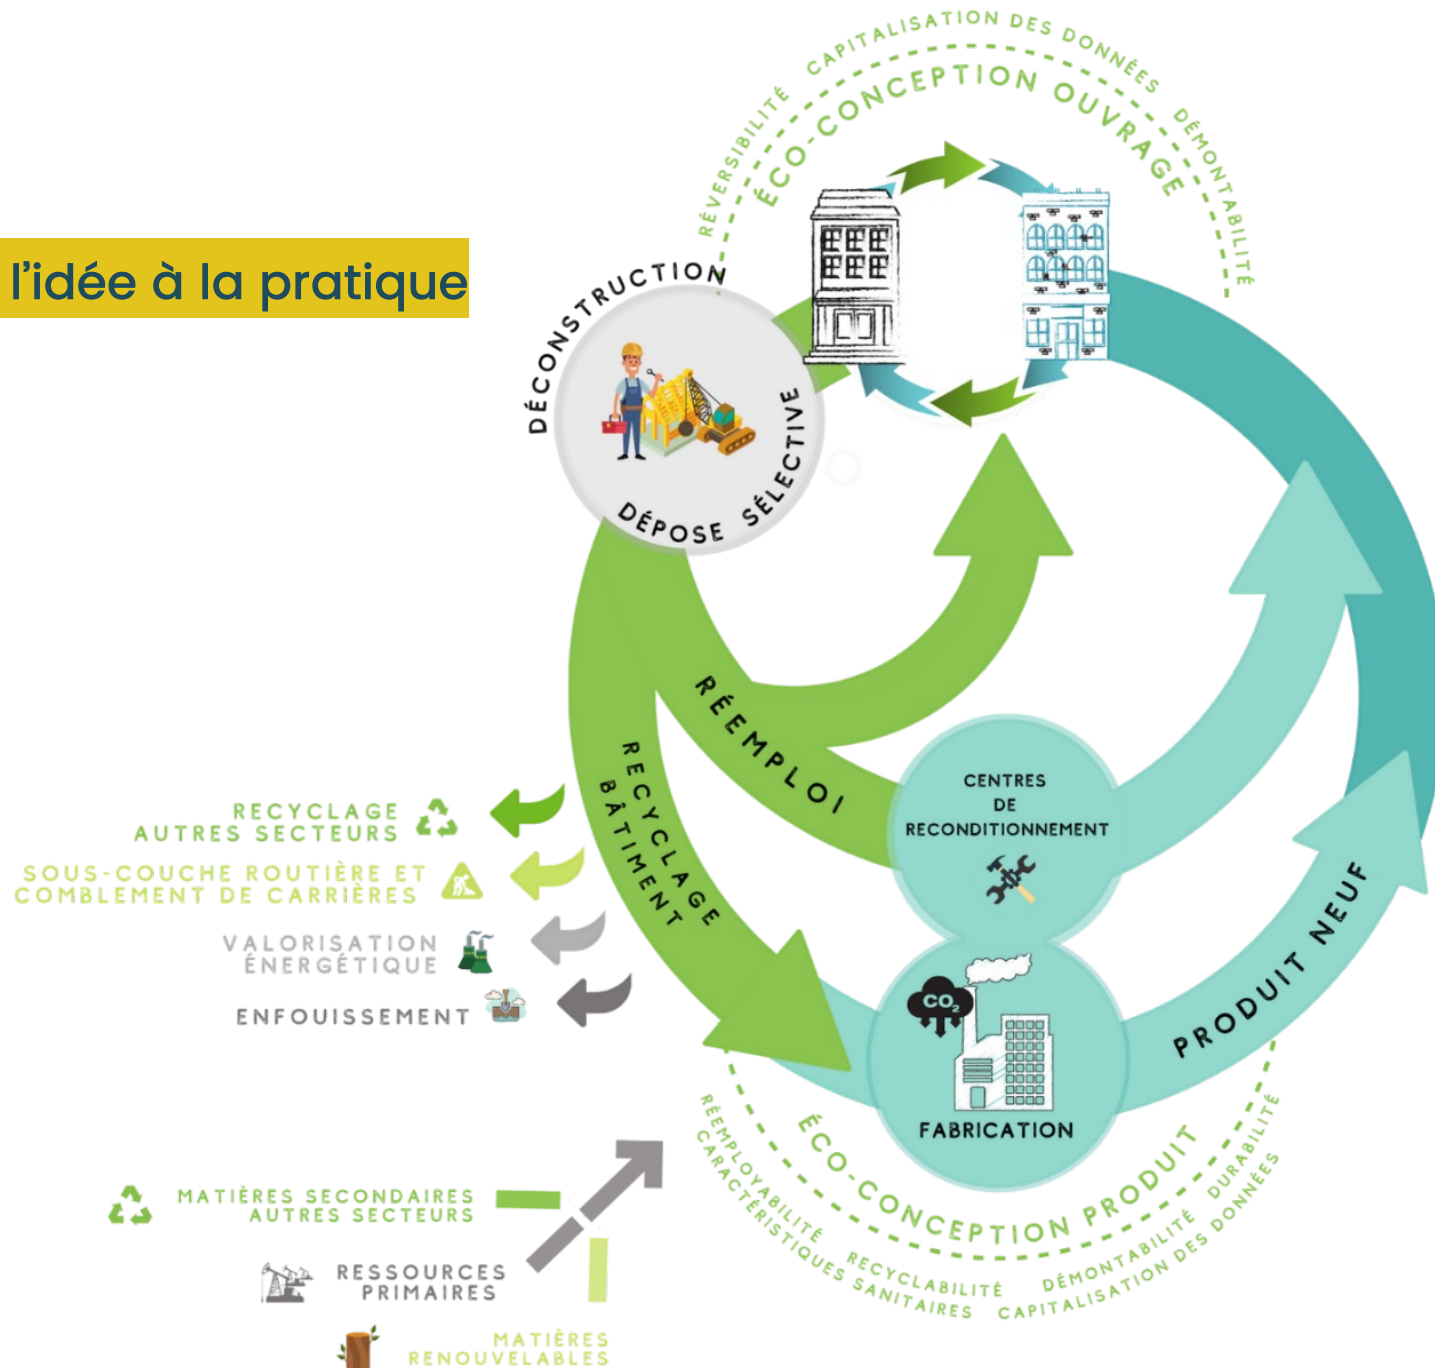 CAPITALISATION DES DONNÉES
RÉVERSIBILITÉ
DÉMONTABILITÉ
ÉCO-CONCEPTION OUVRAGE
l'idée à la pratique
DÉCONSTRUCTION
DÉPOSE SÉLECTIVE
RÉEMPLOI
RECYCLAGE
BÂTIMENT
CENTRES
DE
RECONDITIONNEMENT
RECYCLAGE
AUTRES SECTEURS
SOUS-COUCHE ROUTIÈRE ET
COMBLEMENT DE CARRIÈRES
VALORISATION
ÉNERGÉTIQUE
ENFOUISSEMENT
CO2
FABRICATION
PRODUIT NEUF
ÉCO-CONCEPTION PRODUIT
RÉEMPLOYABILITÉ
RECYCLABILITÉ
DÉMONTABILITÉ
DURABILITÉ
CARACTÉRISTIQUES SANITAIRES
CAPITALISATION DES DONNÉES
MATIÈRES SECONDAIRES
AUTRES SECTEURS
RESSOURCES
PRIMAIRES
MATIÈRES
RENOUVELABLES